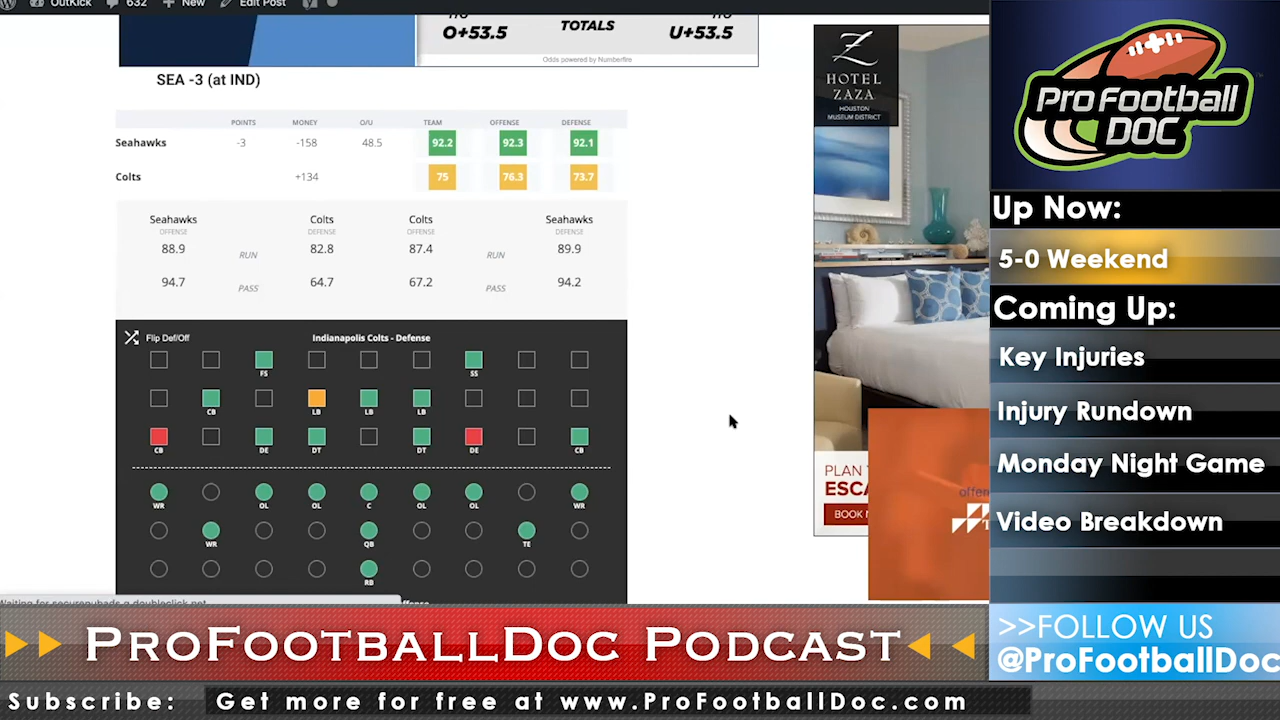 OutKick 632 New Edit Post
O+53.5 TOTALS U+53.5
Odds powered by Numberfire
SEA -3 (at IND)
POINTS MONEY O/U TEAM OFFENSE DEFENSE
Seahawks -3 -158 48.5 92.2 92.3 92.1
Colts +134 75 76.3 73.7
Seahawks Colts Colts Seahawks
OFFENSE DEFENSE OFFENSE DEFENSE
88.9 RUN 82.8 87.4 RUN 89.9
94.7 PASS 64.7 67.2 PASS 94.2
Flip Def/Off Indianapolis Colts - Defense
FS SS
CB LB LB LB
CB DE DT DT DE CB
WR OL OL C OL OL WR
WR QB TE
RB
Waiting for securepubads.g.doubleclick.net...
Z
HOTEL
ZAZA
HOUSTON
MUSEUM DISTRICT
PLAN
ESCA
BOOK
Pro Football
DOC
Up Now:
5-0 Weekend
Coming Up:
Key Injuries
Injury Rundown
Monday Night Game
Video Breakdown
>>FOLLOW US
@ProFootballDoc
ProFootballDoc Podcast
Subscribe: Get more for free at www.ProFootballDoc.com